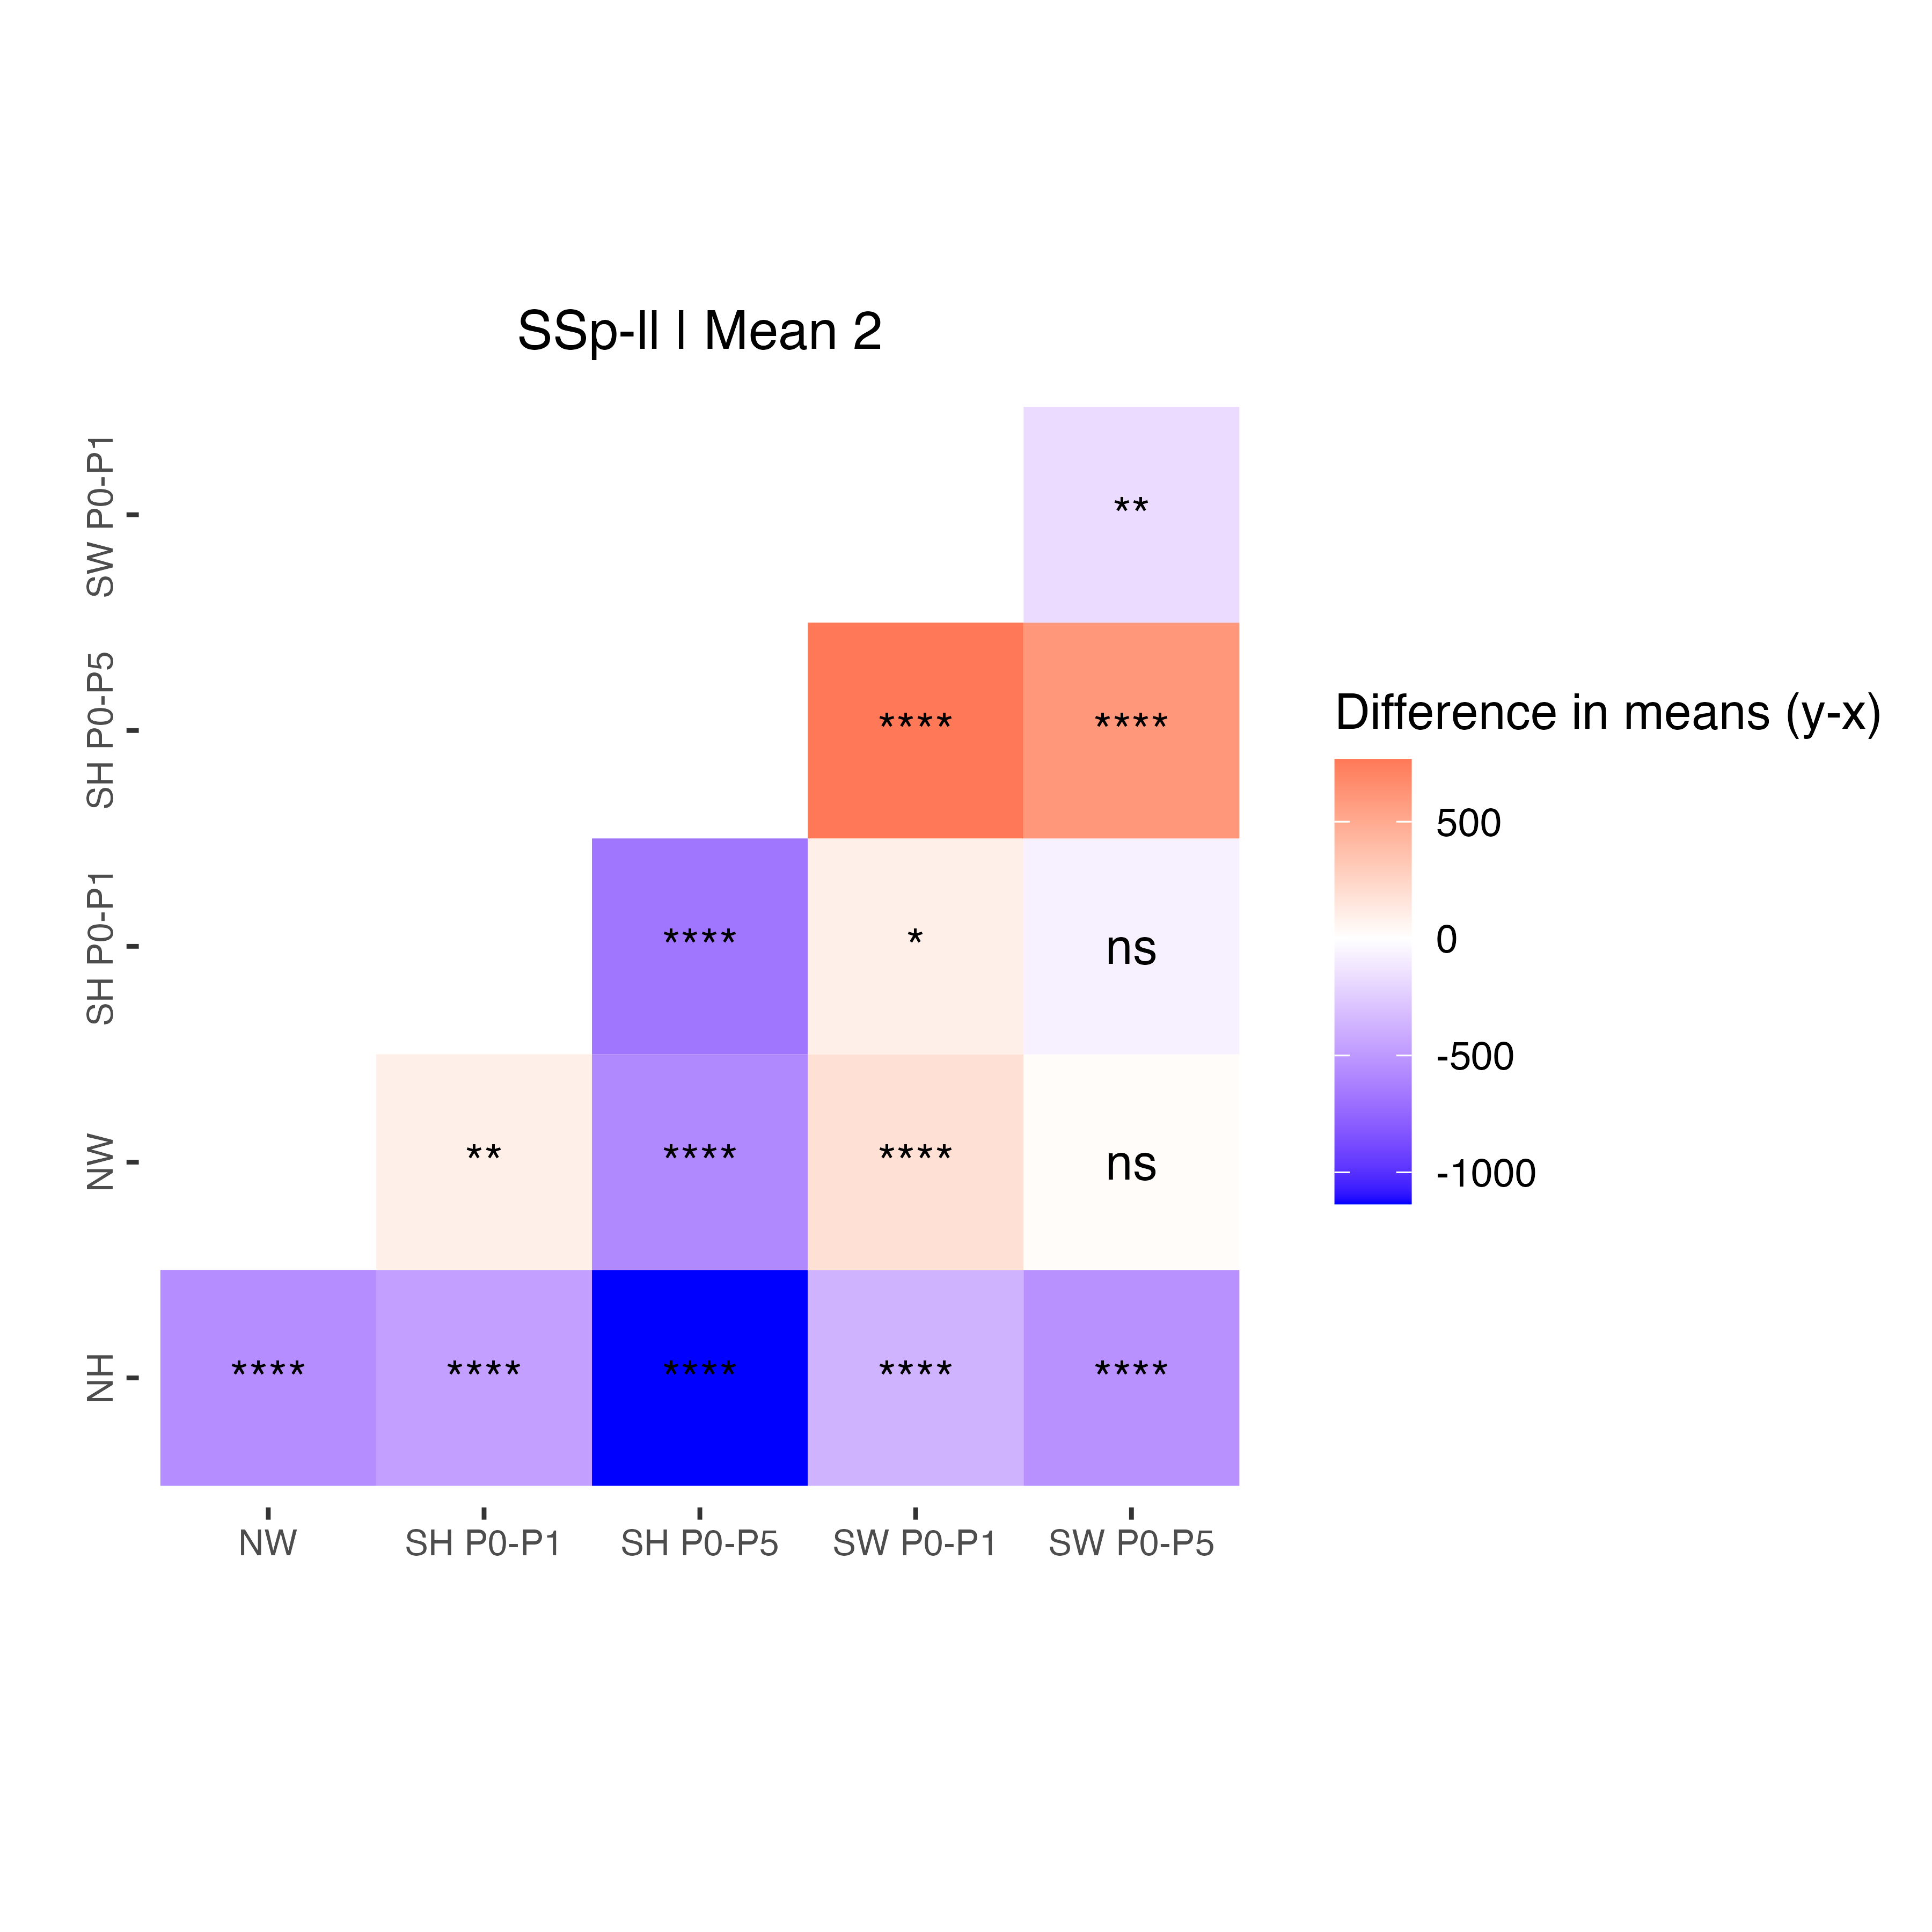 SSp-ll | Mean 2
SW P0-P1
**
SH P0-P5
**** ****
Difference in means (y-x)
500
0
-500
-1000
SH P0-P1
**** * ns
NW
** **** **** ns
NH
**** **** **** **** ****
NW SH P0-P1 SH P0-P5 SW P0-P1 SW P0-P5